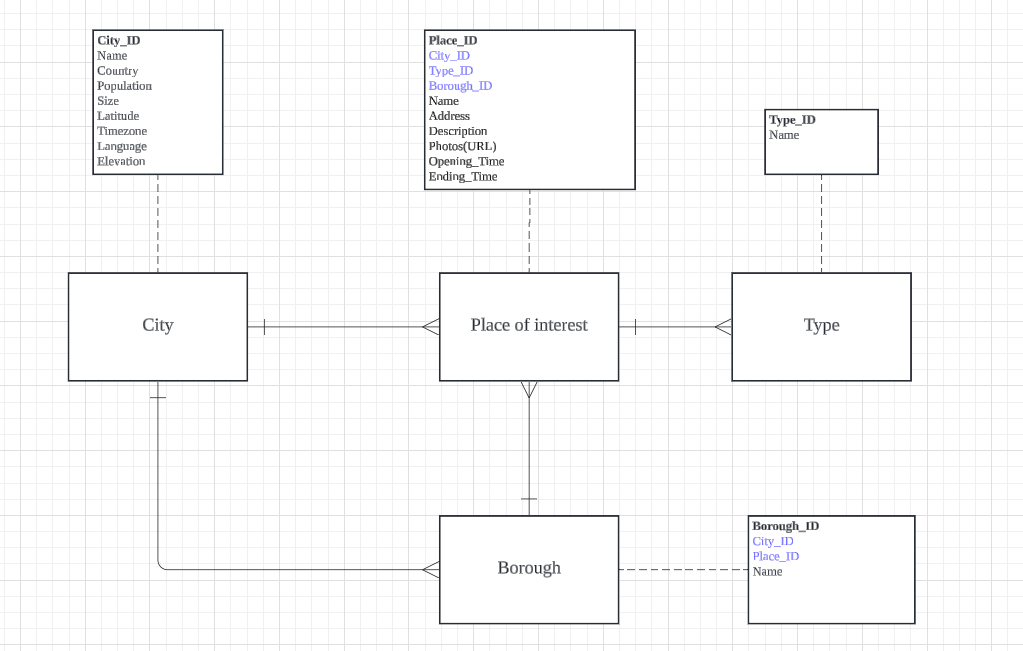 City_ID
Name
Country
Population
Size
Latitude
Timezone
Language
Elevation
Place_ID
City_ID
Type_ID
Borough_ID
Name
Address
Description
Photos(URL)
Opening_Time
Ending_Time
Type_ID
Name
City
Place of interest
Type
Borough
Borough_ID
City_ID
Place_ID
Name